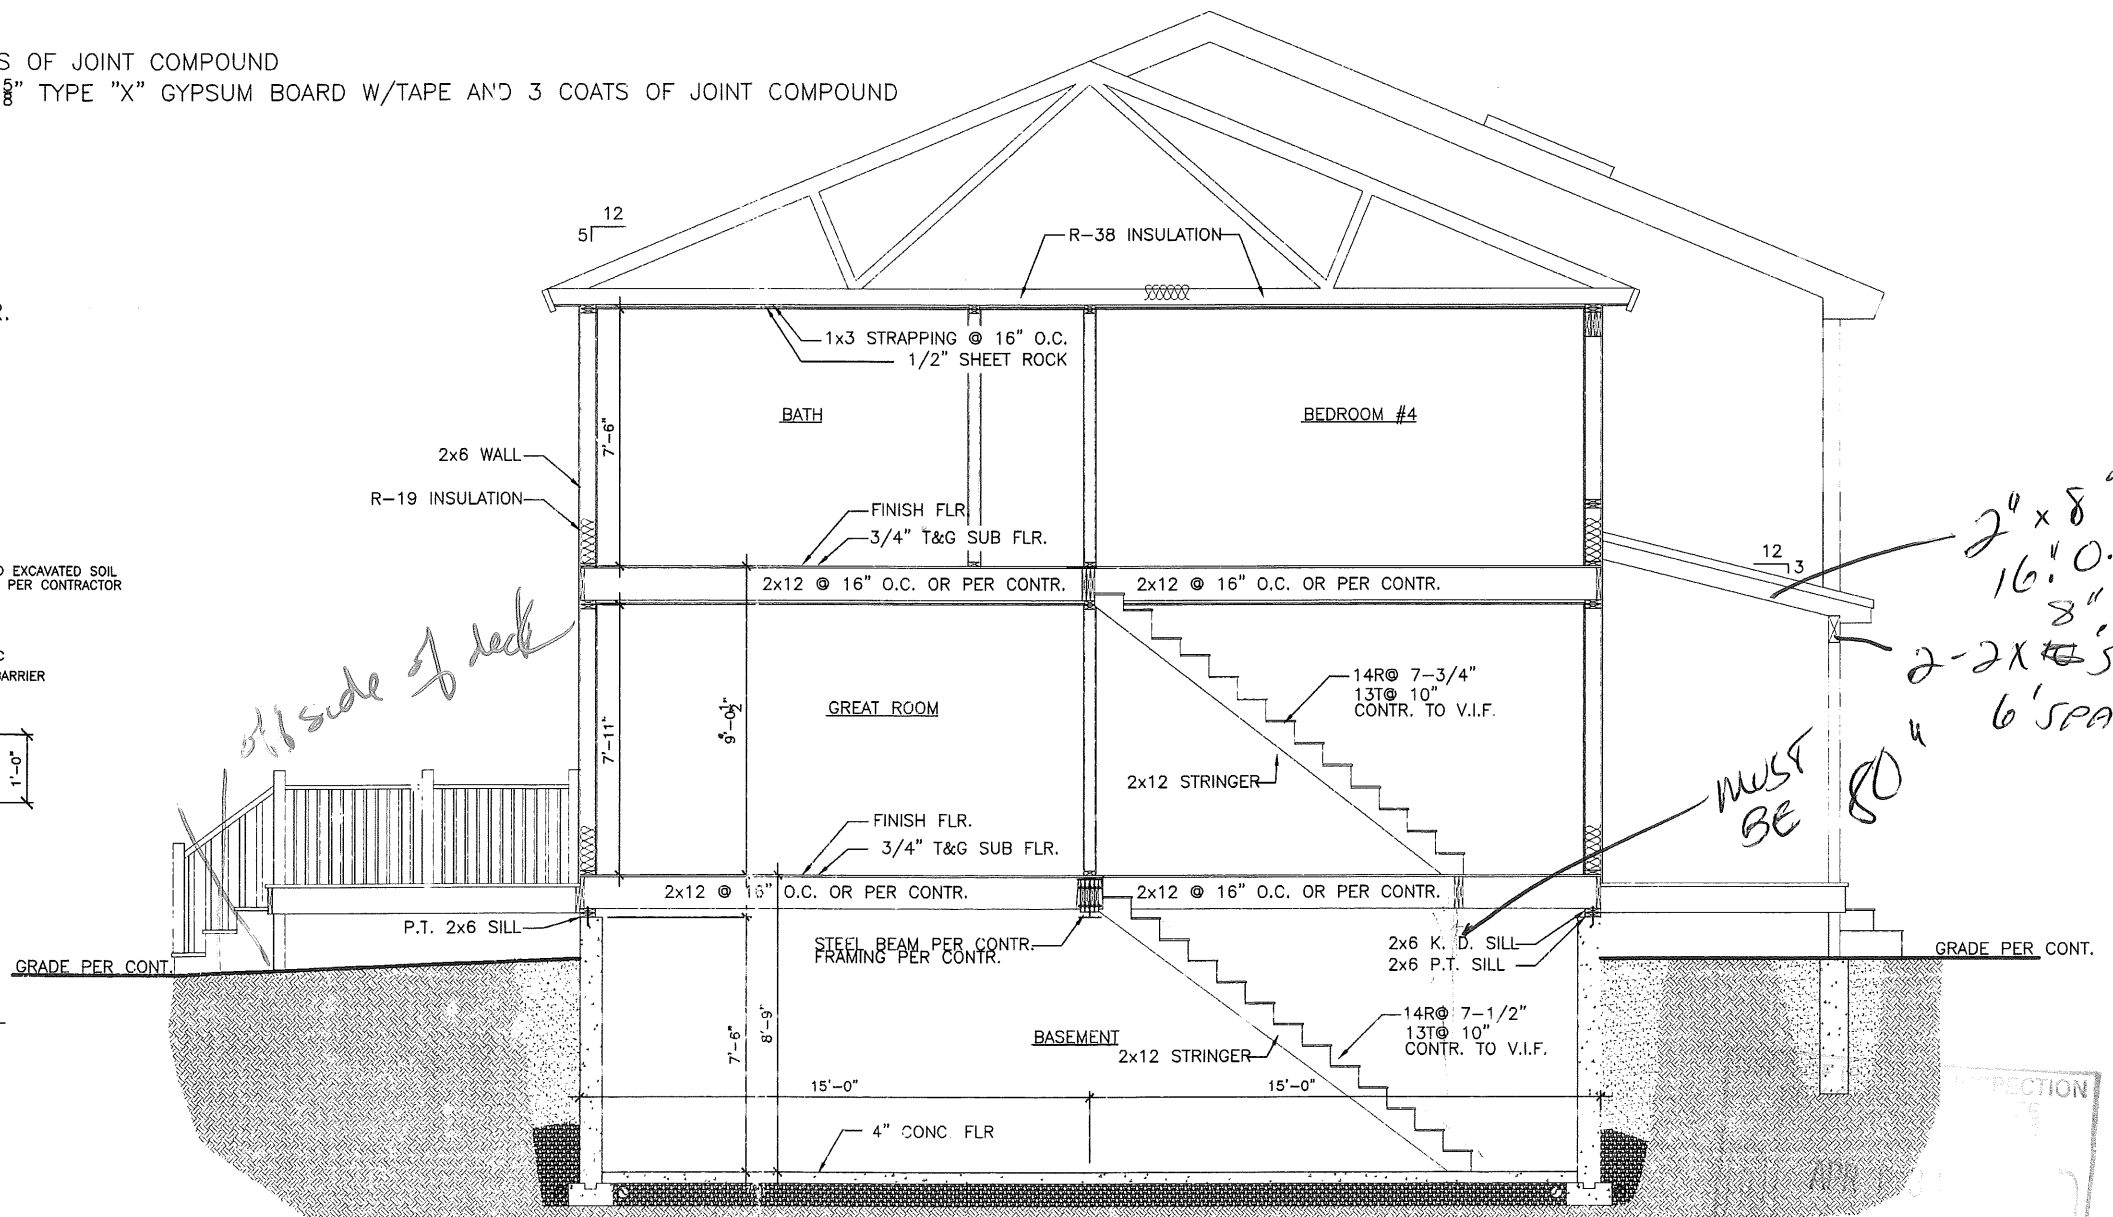 S OF JOINT COMPOUND
5/8" TYPE "X" GYPSUM BOARD W/TAPE AND 3 COATS OF JOINT COMPOUND
R.
12
5
R-38 INSULATION
1x3 STRAPPING @ 16" O.C.
1/2" SHEET ROCK
BATH
BEDROOM #4
7'-6"
2x6 WALL
R-19 INSULATION
FINISH FLR.
3/4" T&G SUB FLR.
2x12 @ 16" O.C. OR PER CONTR.
2x12 @ 16" O.C. OR PER CONTR.
12
3
2" x 8"
16" O.
8"
2-2X 10's
6' SPA
D EXCAVATED SOIL
PER CONTRACTOR
C
BARRIER
1'-0"
off side of deck
GREAT ROOM
7'-11"
9'-0 1/2"
14R@ 7-3/4"
13T@ 10"
CONTR. TO V.I.F.
2x12 STRINGER
MUST
BE 80"
FINISH FLR.
3/4" T&G SUB FLR.
2x12 @ 16" O.C. OR PER CONTR.
2x12 @ 16" O.C. OR PER CONTR.
P.T. 2x6 SILL
STEEL BEAM PER CONTR.
FRAMING PER CONTR.
2x6 K. D. SILL
2x6 P.T. SILL
GRADE PER CONT.
GRADE PER CONT.
7'-6"
8'-9"
BASEMENT
2x12 STRINGER
14R@ 7-1/2"
13T@ 10"
CONTR. TO V.I.F.
15'-0"
15'-0"
4" CONC FLR
PECTION